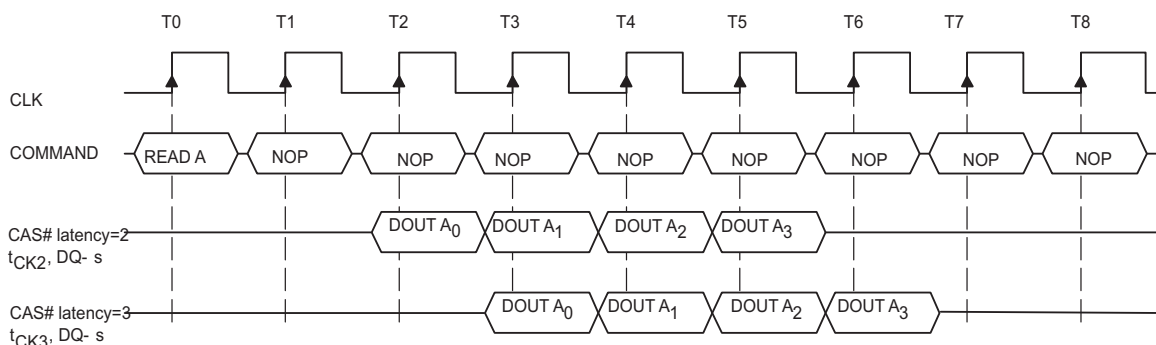 T0 T1 T2 T3 T4 T5 T6 T7 T8
CLK
COMMAND READ A NOP NOP NOP NOP NOP NOP NOP NOP
CAS# latency=2 DOUT A0 DOUT A1 DOUT A2 DOUT A3
tCK2, DQ- s
CAS# latency=3 DOUT A0 DOUT A1 DOUT A2 DOUT A3
tCK3, DQ- s